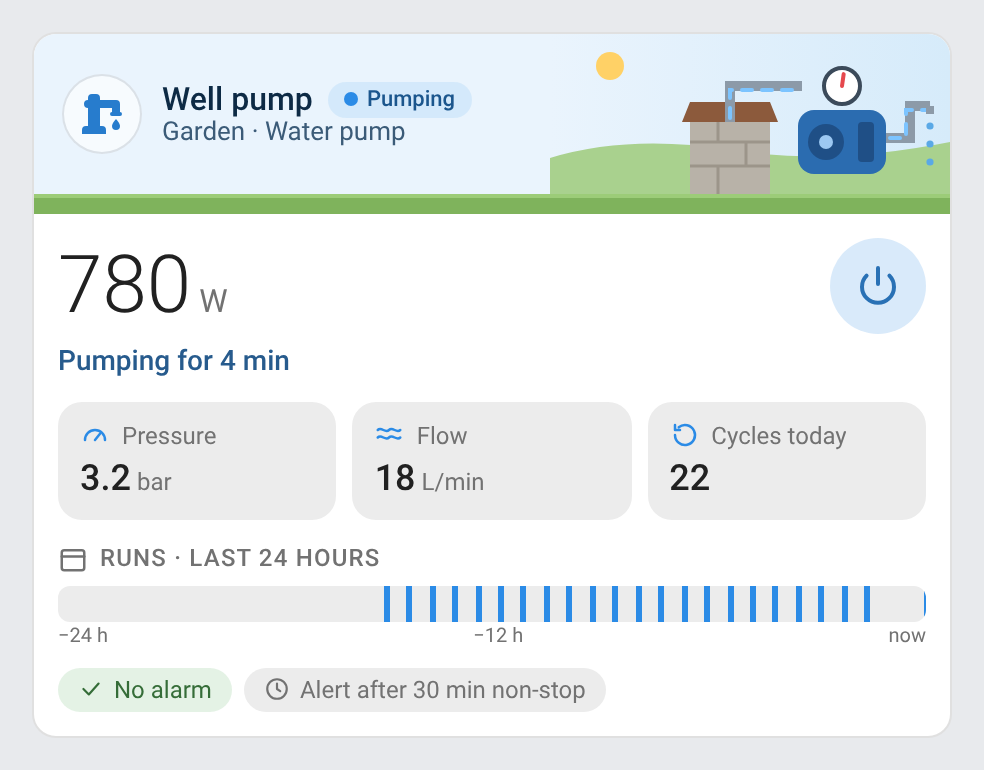 Well pump
Pumping
Garden · Water pump
780 W
Pumping for 4 min
Pressure
3.2 bar
Flow
18 L/min
Cycles today
22
RUNS · LAST 24 HOURS
−24 h
−12 h
now
No alarm
Alert after 30 min non-stop